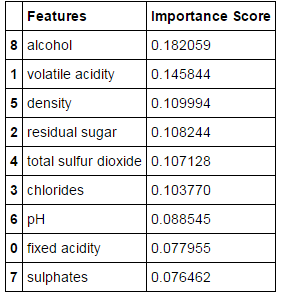 Features Importance Score
8 alcohol 0.182059
1 volatile acidity 0.145844
5 density 0.109994
2 residual sugar 0.108244
4 total sulfur dioxide 0.107128
3 chlorides 0.103770
6 pH 0.088545
0 fixed acidity 0.077955
7 sulphates 0.076462